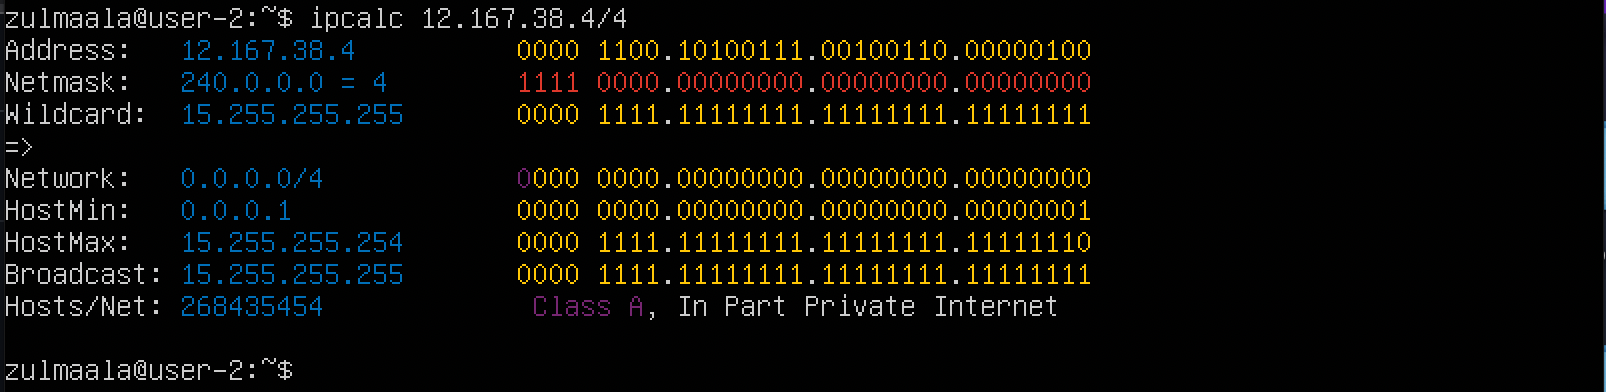 zulmaala@user-2:~$ ipcalc 12.167.38.4/4
Address:   12.167.38.4          0000 1100.10100111.00100110.00000100
Netmask:   240.0.0.0 = 4        1111 0000.00000000.00000000.00000000
Wildcard:  15.255.255.255       0000 1111.11111111.11111111.11111111
=>
Network:   0.0.0.0/4            0000 0000.00000000.00000000.00000000
HostMin:   0.0.0.1              0000 0000.00000000.00000000.00000001
HostMax:   15.255.255.254       0000 1111.11111111.11111111.11111110
Broadcast: 15.255.255.255       0000 1111.11111111.11111111.11111111
Hosts/Net: 268435454             Class A, In Part Private Internet
zulmaala@user-2:~$